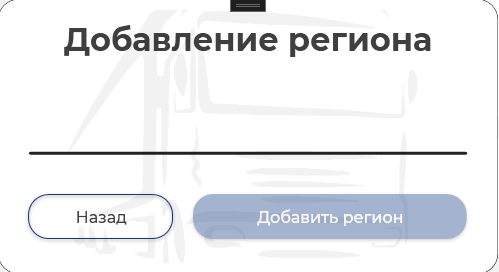 Добавление региона
Назад
Добавить регион